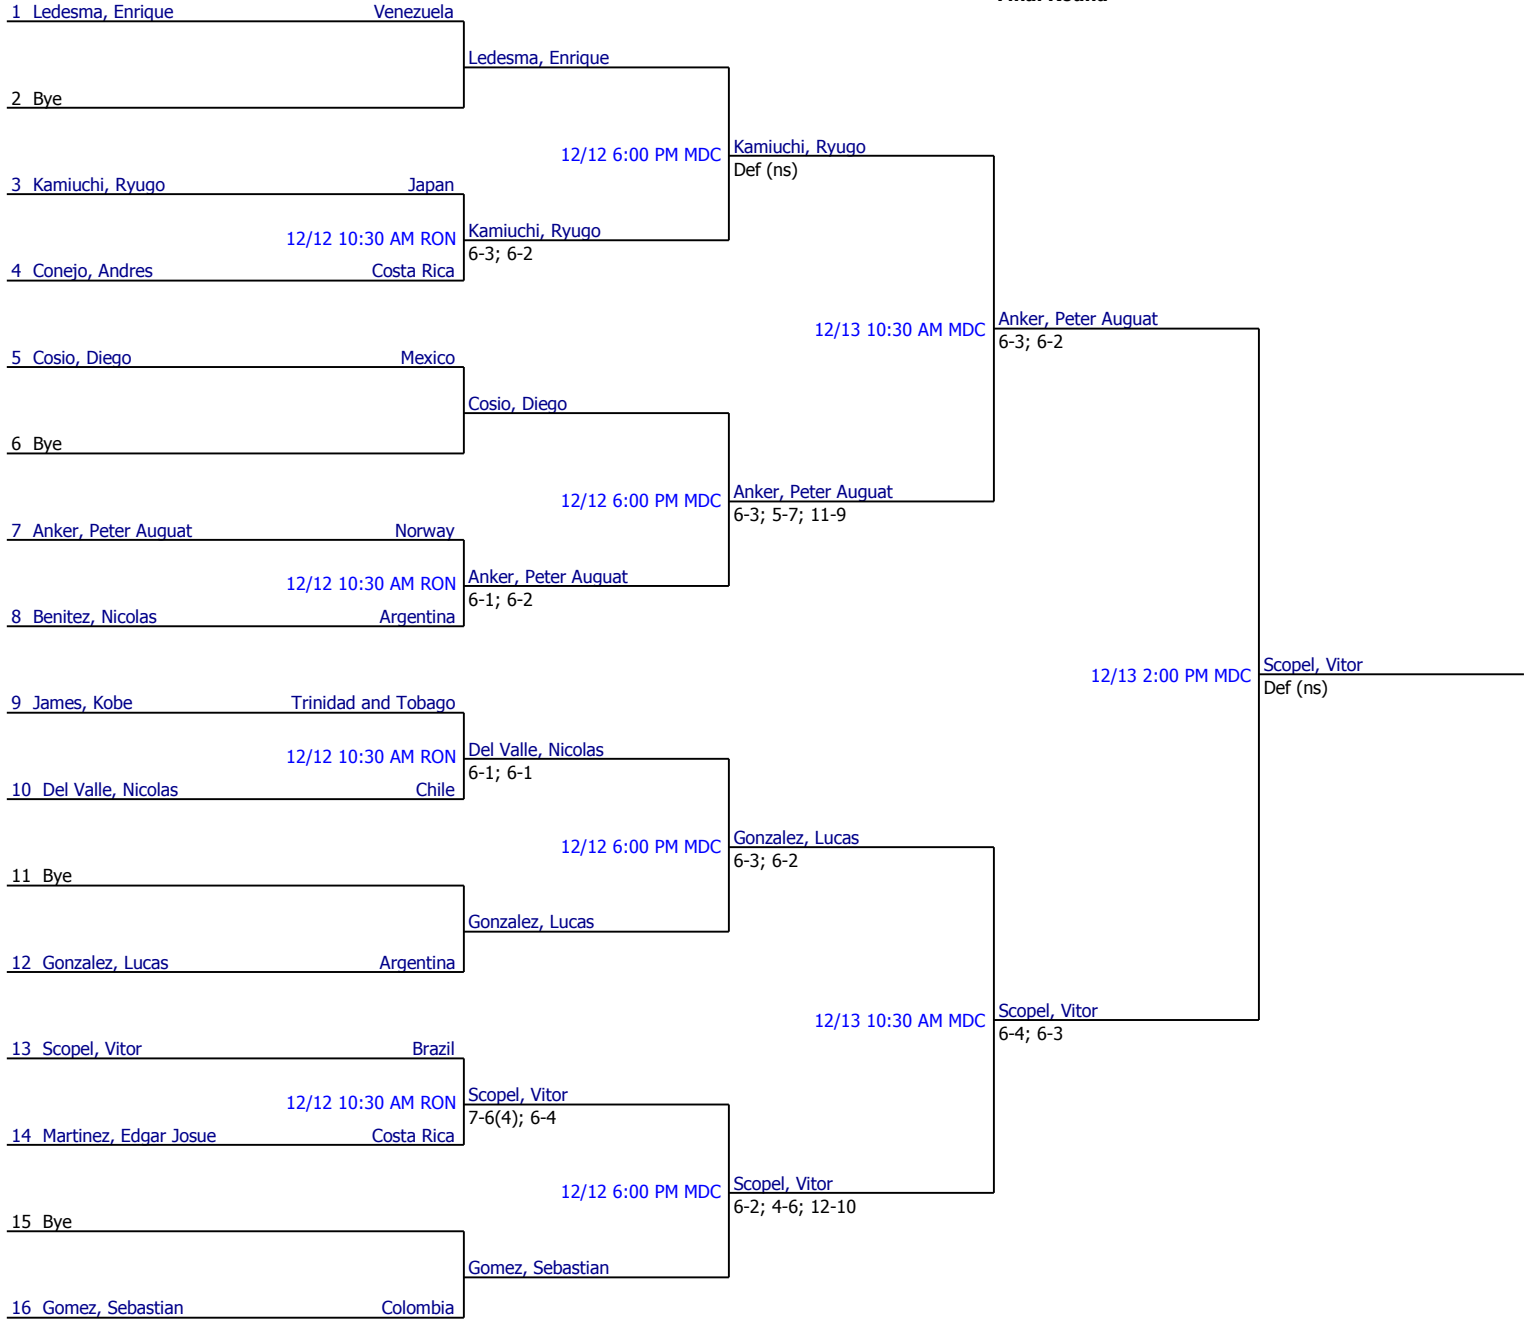 1 Ledesma, Enrique Venezuela
Ledesma, Enrique
2 Bye
12/12 6:00 PM MDC Kamiuchi, Ryugo
Def (ns)
3 Kamiuchi, Ryugo Japan
12/12 10:30 AM RON Kamiuchi, Ryugo
6-3; 6-2
4 Conejo, Andres Costa Rica
12/13 10:30 AM MDC Anker, Peter Auguat
6-3; 6-2
5 Cosio, Diego Mexico
Cosio, Diego
6 Bye
12/12 6:00 PM MDC Anker, Peter Auguat
6-3; 5-7; 11-9
7 Anker, Peter Auguat Norway
12/12 10:30 AM RON Anker, Peter Auguat
6-1; 6-2
8 Benitez, Nicolas Argentina
12/13 2:00 PM MDC Scopel, Vitor
Def (ns)
9 James, Kobe Trinidad and Tobago
12/12 10:30 AM RON Del Valle, Nicolas
6-1; 6-1
10 Del Valle, Nicolas Chile
12/12 6:00 PM MDC Gonzalez, Lucas
6-3; 6-2
11 Bye
Gonzalez, Lucas
12 Gonzalez, Lucas Argentina
12/13 10:30 AM MDC Scopel, Vitor
6-4; 6-3
13 Scopel, Vitor Brazil
12/12 10:30 AM RON Scopel, Vitor
7-6(4); 6-4
14 Martinez, Edgar Josue Costa Rica
12/12 6:00 PM MDC Scopel, Vitor
6-2; 4-6; 12-10
15 Bye
Gomez, Sebastian
16 Gomez, Sebastian Colombia